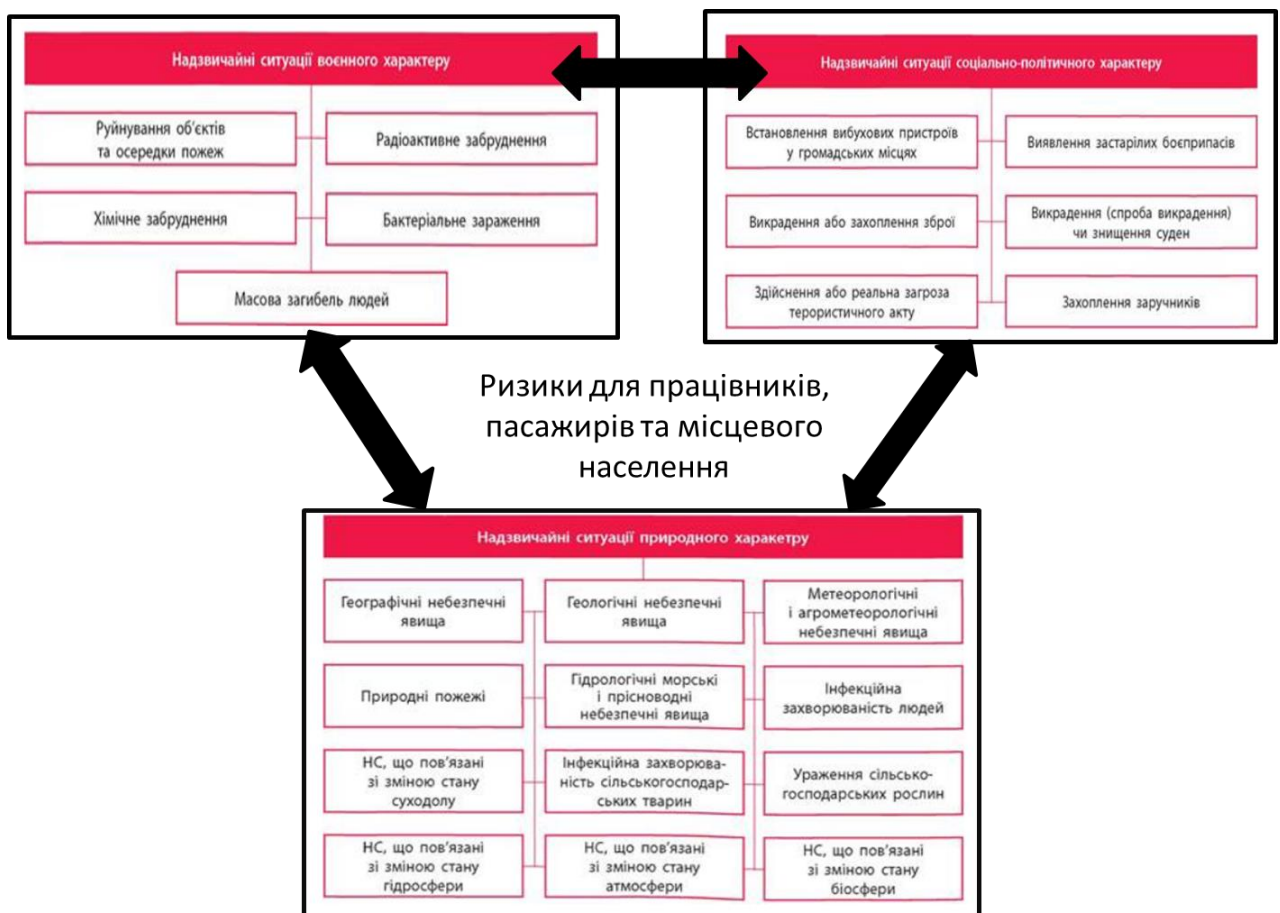 Надзвичайні ситуації воєнного характеру
Руйнування об’єктів
та осередки пожеж
Радіоактивне забруднення
Хімічне забруднення
Бактеріальне зараження
Масова загибель людей
Надзвичайні ситуації соціально-політичного характеру
Встановлення вибухових пристроїв
у громадських місцях
Виявлення застарілих боєприпасів
Викрадення або захоплення зброї
Викрадення (спроба викрадення)
чи знищення суден
Здійснення або реальна загроза
терористичного акту
Захоплення заручників
Ризики для працівників,
пасажирів та місцевого
населення
Надзвичайні ситуації природного характеру
Географічні небезпечні
явища
Геологічні небезпечні
явища
Метеорологічні
і агрометеорологічні
небезпечні явища
Природні пожежі
Гідрологічні морські
і прісноводні
небезпечні явища
Інфекційна
захворюваність людей
НС, що пов’язані
зі зміною стану
суходолу
Інфекційна захворюва-
ність сільськогосподар-
ських тварин
Ураження сільсько-
господарських рослин
НС, що пов’язані
зі зміною стану
гідросфери
НС, що пов’язані
зі зміною стану
атмосфери
НС, що пов’язані
зі зміною стану
біосфери